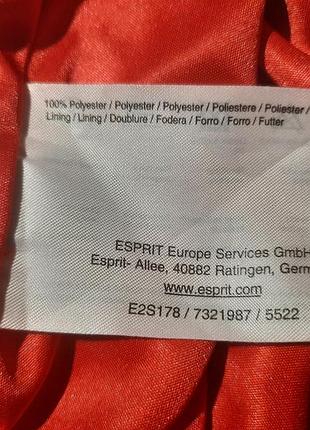 100% Polyester / Polyester / Polyester / Poliestere / Poliester /
Lining / Lining / Doublure / Fodera / Forro / Forro / Futter
ESPRIT Europe Services GmbH
Esprit- Allee, 40882 Ratingen, Germ
www.esprit.com
E2S178 / 7321987 / 5522